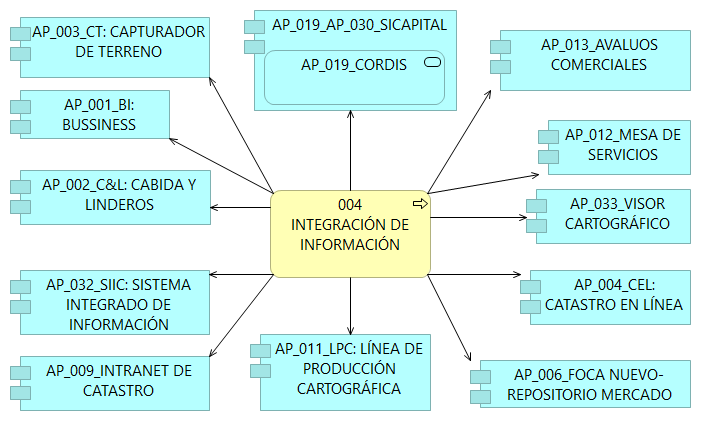 AP_003_CT: CAPTURADOR
DE TERRENO
AP_019_AP_030_SICAPITAL
AP_019_CORDIS
AP_013_AVALUOS
COMERCIALES
AP_001_BI:
BUSSINESS
AP_012_MESA DE
SERVICIOS
AP_002_C&L: CABIDA Y
LINDEROS
004
INTEGRACIÓN DE
INFORMACIÓN
AP_033_VISOR
CARTOGRÁFICO
AP_032_SIIC: SISTEMA
INTEGRADO DE
INFORMACIÓN
AP_004_CEL:
CATASTRO EN LÍNEA
AP_009_INTRANET DE
CATASTRO
AP_011_LPC: LÍNEA DE
PRODUCCIÓN
CARTOGRÁFICA
AP_006_FOCA NUEVO-
REPOSITORIO MERCADO